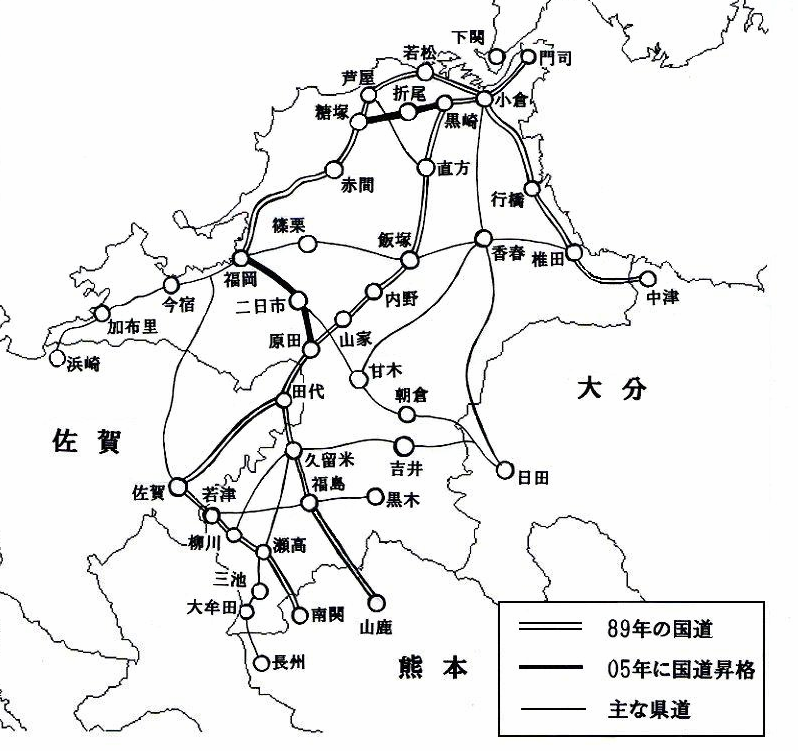 下関
若松
門司
芦屋
折尾
小倉
糖塚
黒崎
赤間
直方
行橋
篠栗
飯塚
香春
椎田
福岡
今宿
二日市
内野
中津
加布里
原田
山家
浜崎
甘木
田代
朝倉
大分
佐賀
久留米
吉井
日田
佐賀
若津
福島
黒木
柳川
瀬高
三池
大牟田
南関
山鹿
長州
熊本
89年の国道
05年に国道昇格
主な県道